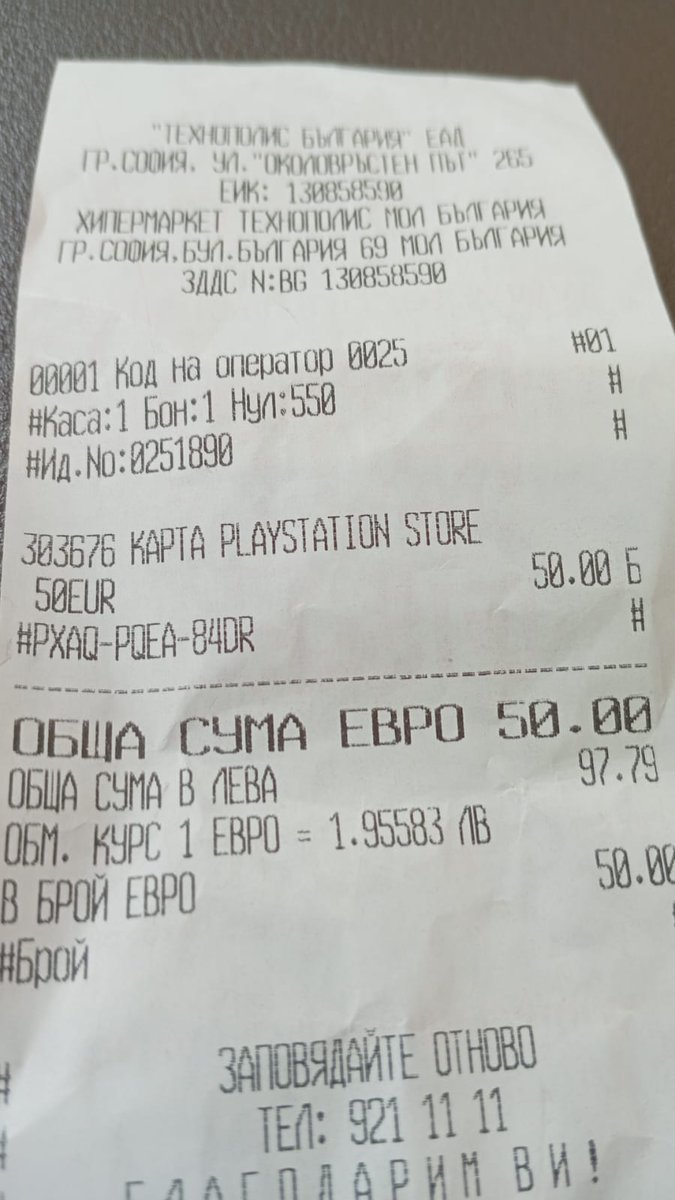 "ТЕХНОПОЛИС БЪЛГАРИЯ" ЕАД
ГР.СОФИЯ. УЛ."ОКОЛОВРЪСТЕН ПЪТ" 265
ЕИК: 130858590
ХИПЕРМАРКЕТ ТЕХНОПОЛИС МОЛ БЪЛГАРИЯ
ГР.СОФИЯ.БУЛ.БЪЛГАРИЯ 69 МОЛ БЪЛГАРИЯ
ЗДДС N:BG 130858590
00001 Код на оператор 0025 #01
#Каса:1 Бон:1 Нул:550 #
#Ид.No:0251890 #
303676 КАРТА PLAYSTATION STORE
50EUR 50.00 Б
#PXAQ-PQEA-84DR #
ОБЩА СУМА ЕВРО 50.00
ОБЩА СУМА В ЛЕВА 97.79
ОБМ. КУРС 1 ЕВРО = 1.95583 ЛВ
В БРОЙ ЕВРО 50.00
#Брой #
# ЗАПОВЯДАЙТЕ ОТНОВО
# ТЕЛ: 921 11 11
БЛАГОДАРИМ ВИ!